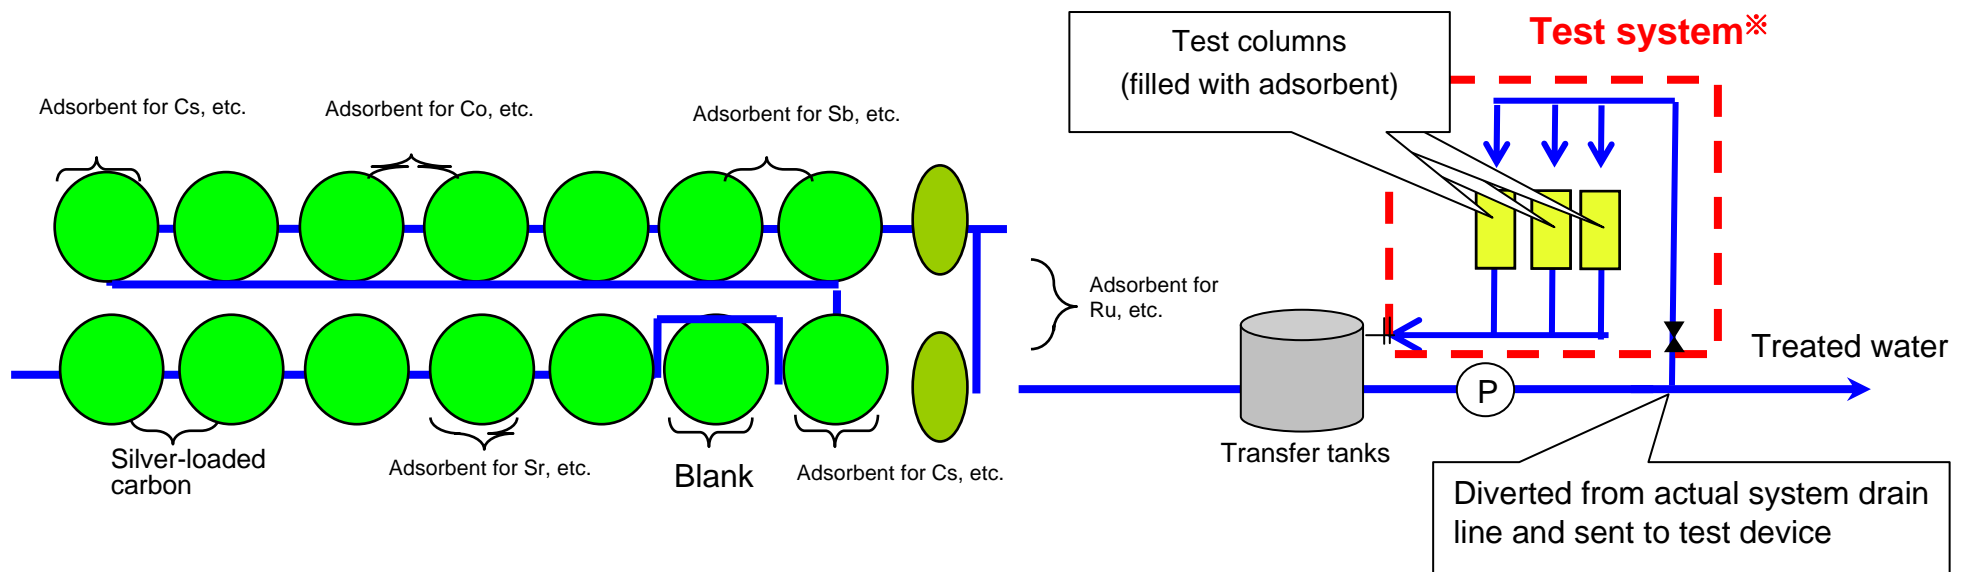 Test system※
Test columns
(filled with adsorbent)
Adsorbent for Cs, etc.
Adsorbent for Co, etc.
Adsorbent for Sb, etc.
Adsorbent for
Ru, etc.
Treated water
P
Transfer tanks
Silver-loaded
carbon
Adsorbent for Sr, etc.
Blank
Adsorbent for Cs, etc.
Diverted from actual system drain
line and sent to test device